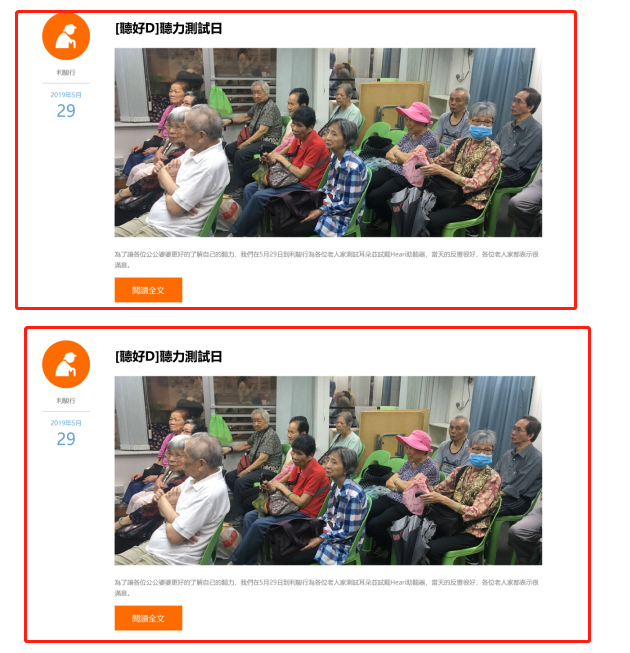 [聽好D]聽力測試日
利駿行
2019年5月
29
為了讓各位公公婆婆更好的了解自己的聽力，我們在5月29日到利駿行為各位老人家測試耳朵並試戴Heari助聽器，當天的反應很好，各位老人家都表示很
滿意。
閱讀全文
[聽好D]聽力測試日
利駿行
2019年5月
29
為了讓各位公公婆婆更好的了解自己的聽力，我們在5月29日到利駿行為各位老人家測試耳朵並試戴Heari助聽器，當天的反應很好，各位老人家都表示很
滿意。
閱讀全文